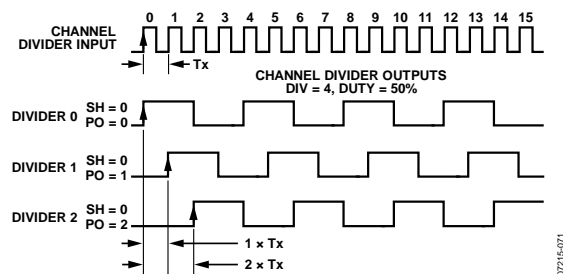 0 1 2 3 4 5 6 7 8 9 10 11 12 13 14 15
CHANNEL
DIVIDER INPUT
Tx
CHANNEL DIVIDER OUTPUTS
DIV = 4, DUTY = 50%
DIVIDER 0
SH = 0
PO = 0
DIVIDER 1
SH = 0
PO = 1
DIVIDER 2
SH = 0
PO = 2
1 × Tx
2 × Tx
07215-071